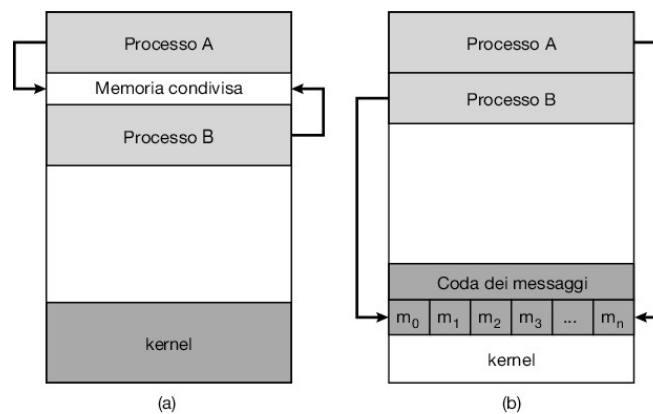 Processo A
Memoria condivisa
Processo B
kernel
(a)
Processo A
Processo B
Coda dei messaggi
m0 m1 m2 m3 ... mn
kernel
(b)